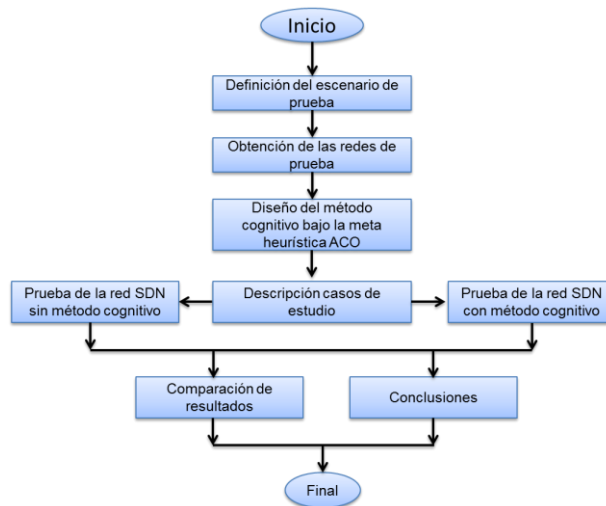 Inicio
Definición del escenario de
prueba
Obtención de las redes de
prueba
Diseño del método
cognitivo bajo la meta
heurística ACO
Prueba de la red SDN
sin método cognitivo
Descripción casos de
estudio
Prueba de la red SDN
con método cognitivo
Comparación de
resultados
Conclusiones
Final